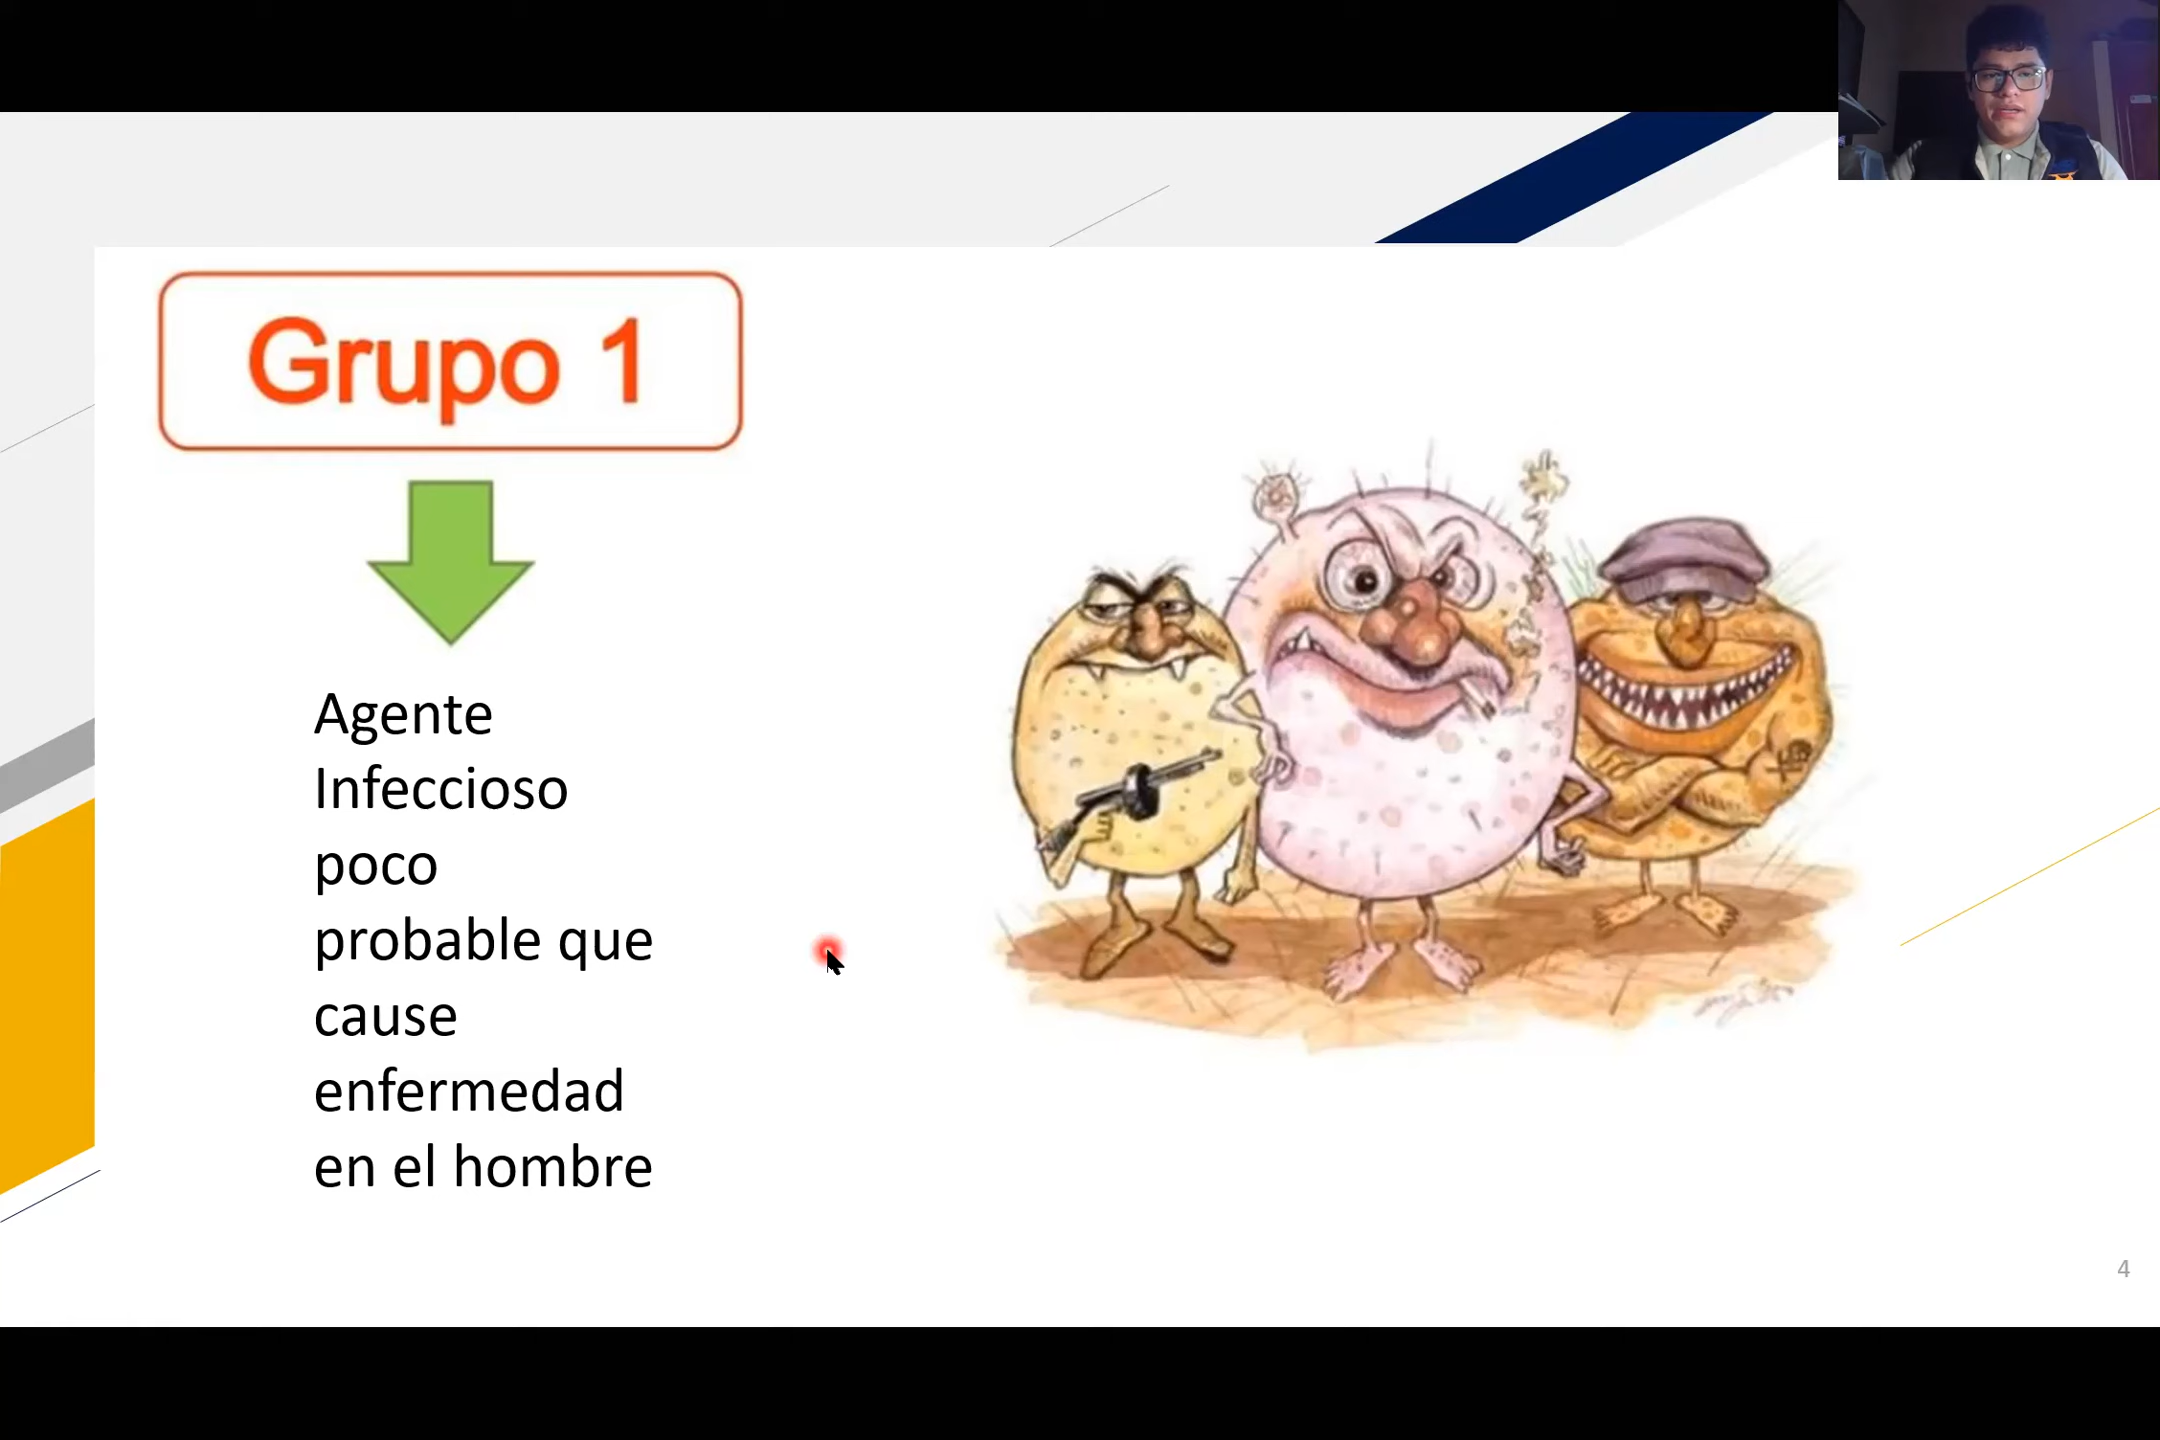 Grupo 1
Agente
Infeccioso
poco
probable que
cause
enfermedad
en el hombre
4